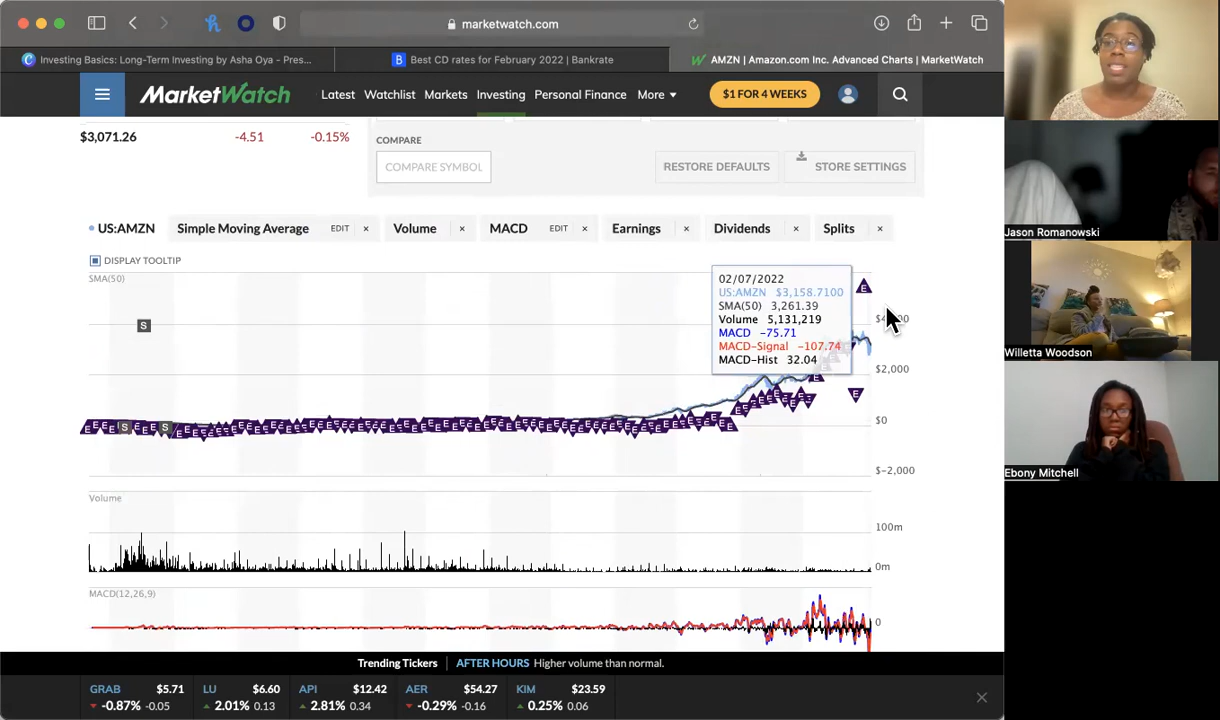 marketwatch.com
Investing Basics: Long-Term Investing by Asha Oya – Pres...
Best CD rates for February 2022 | Bankrate
AMZN | Amazon.com Inc. Advanced Charts | MarketWatch
MarketWatch Latest Watchlist Markets Investing Personal Finance More $1 FOR 4 WEEKS
$3,071.26 -4.51 -0.15%
COMPARE
COMPARE SYMBOL RESTORE DEFAULTS STORE SETTINGS
US:AMZN Simple Moving Average EDIT × Volume × MACD EDIT × Earnings × Dividends × Splits ×
DISPLAY TOOLTIP
SMA(50)
02/07/2022
US:AMZN $3,158.7100
SMA(50) 3,261.39
Volume 5,131,219
MACD -75.71
MACD-Signal -107.74
MACD-Hist 32.04
$2,000
$0
$-2,000
Volume
100m
0m
MACD(12,26,9)
0
Trending Tickers AFTER HOURS Higher volume than normal.
GRAB $5.71 LU $6.60 API $12.42 AER $54.27 KIM $23.59
-0.87% -0.05 2.01% 0.13 2.81% 0.34 -0.29% -0.16 0.25% 0.06
Jason Romanowski
Willetta Woodson
Ebony Mitchell